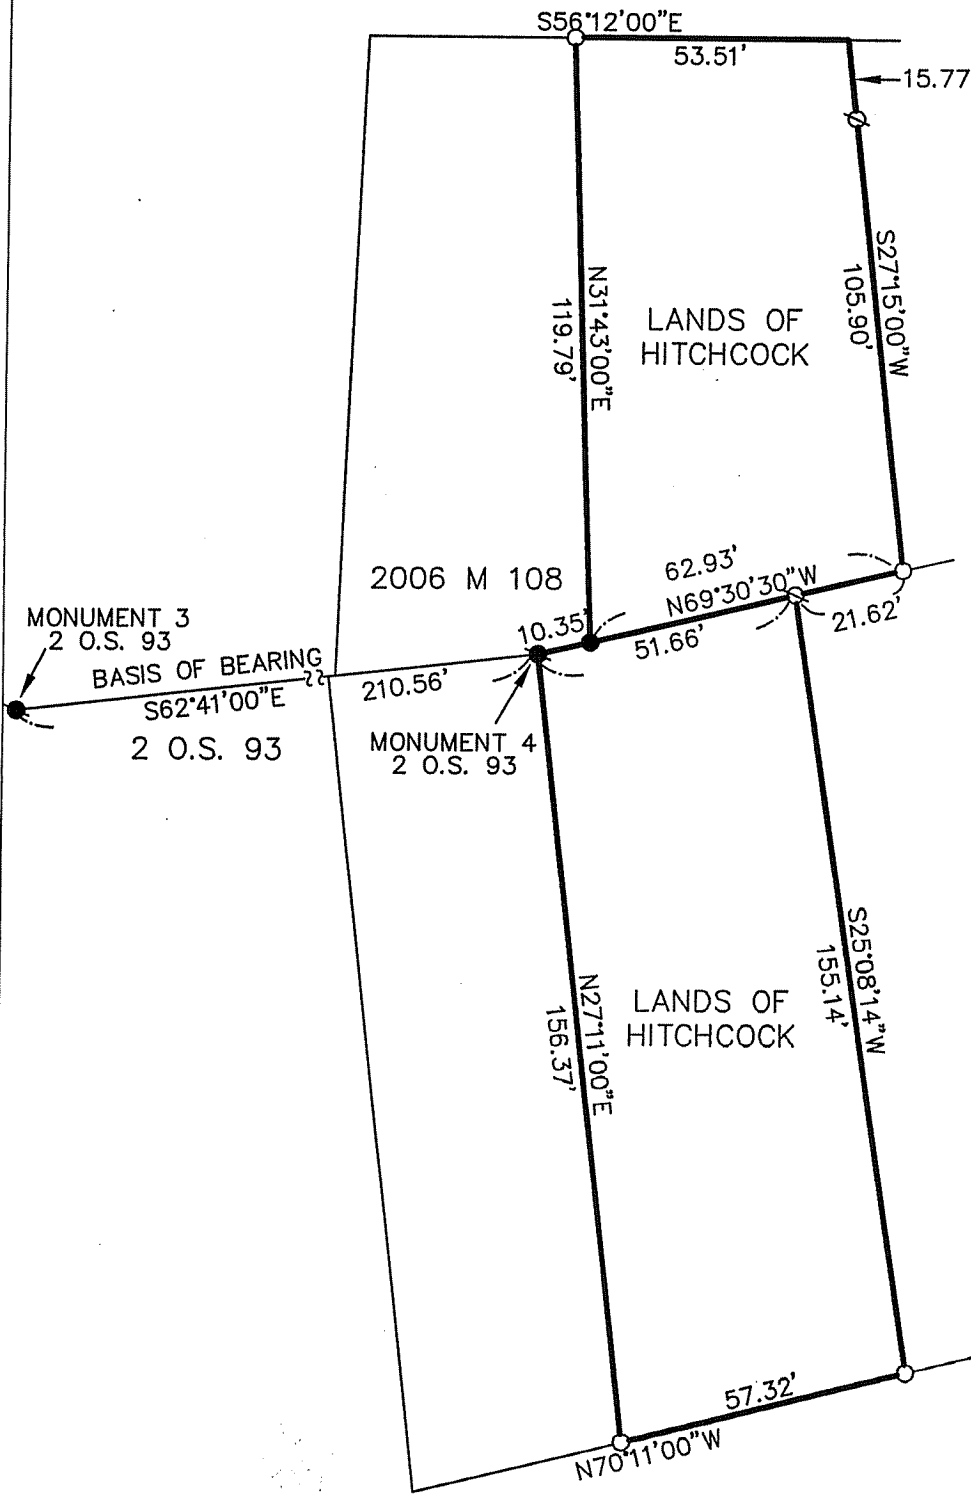 S56°12'00"E
53.51'
15.77
S27°15'00"W
105.90'
N31°43'00"E
119.79'
LANDS OF
HITCHCOCK
2006 M 108
62.93'
N69°30'30"W
10.35'
51.66'
21.62'
MONUMENT 3
2 O.S. 93
BASIS OF BEARING
S62°41'00"E
210.56'
2 O.S. 93
MONUMENT 4
2 O.S. 93
S25°08'14"W
155.14'
N27°11'00"E
156.37'
LANDS OF
HITCHCOCK
57.32'
N70°11'00"W